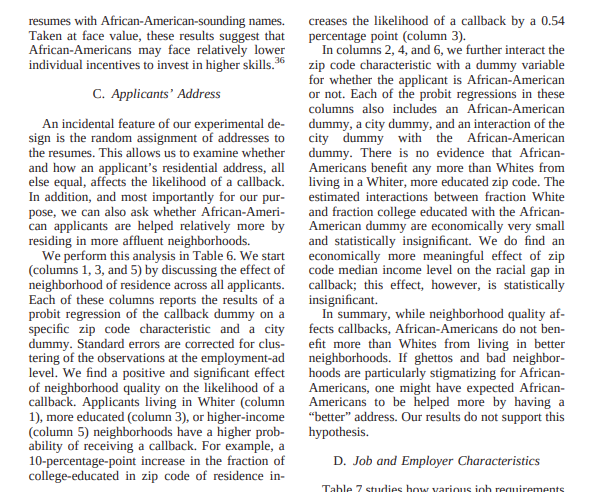 resumes with African-American-sounding names.
Taken at face value, these results suggest that
African-Americans may face relatively lower
individual incentives to invest in higher skills.36
C. Applicants' Address
An incidental feature of our experimental de-
sign is the random assignment of addresses to
the resumes. This allows us to examine whether
and how an applicant's residential address, all
else equal, affects the likelihood of a callback.
In addition, and most importantly for our pur-
pose, we can also ask whether African-Ameri-
can applicants are helped relatively more by
residing in more affluent neighborhoods.
We perform this analysis in Table 6. We start
(columns 1, 3, and 5) by discussing the effect of
neighborhood of residence across all applicants.
Each of these columns reports the results of a
probit regression of the callback dummy on a
specific zip code characteristic and a city
dummy. Standard errors are corrected for clus-
tering of the observations at the employment-ad
level. We find a positive and significant effect
of neighborhood quality on the likelihood of a
callback. Applicants living in Whiter (column
1), more educated (column 3), or higher-income
(column 5) neighborhoods have a higher prob-
ability of receiving a callback. For example, a
10-percentage-point increase in the fraction of
college-educated in zip code of residence in-
creases the likelihood of a callback by a 0.54
percentage point (column 3).
In columns 2, 4, and 6, we further interact the
zip code characteristic with a dummy variable
for whether the applicant is African-American
or not. Each of the probit regressions in these
columns also includes an African-American
dummy, a city dummy, and an interaction of the
city dummy with the African-American
dummy. There is no evidence that African-
Americans benefit any more than Whites from
living in a Whiter, more educated zip code. The
estimated interactions between fraction White
and fraction college educated with the African-
American dummy are economically very small
and statistically insignificant. We do find an
economically more meaningful effect of zip
code median income level on the racial gap in
callback; this effect, however, is statistically
insignificant.
In summary, while neighborhood quality af-
fects callbacks, African-Americans do not ben-
efit more than Whites from living in better
neighborhoods. If ghettos and bad neighbor-
hoods are particularly stigmatizing for African-
Americans, one might have expected African-
Americans to be helped more by having a
“better” address. Our results do not support this
hypothesis.
D. Job and Employer Characteristics
Table 7 studies how various job requirements